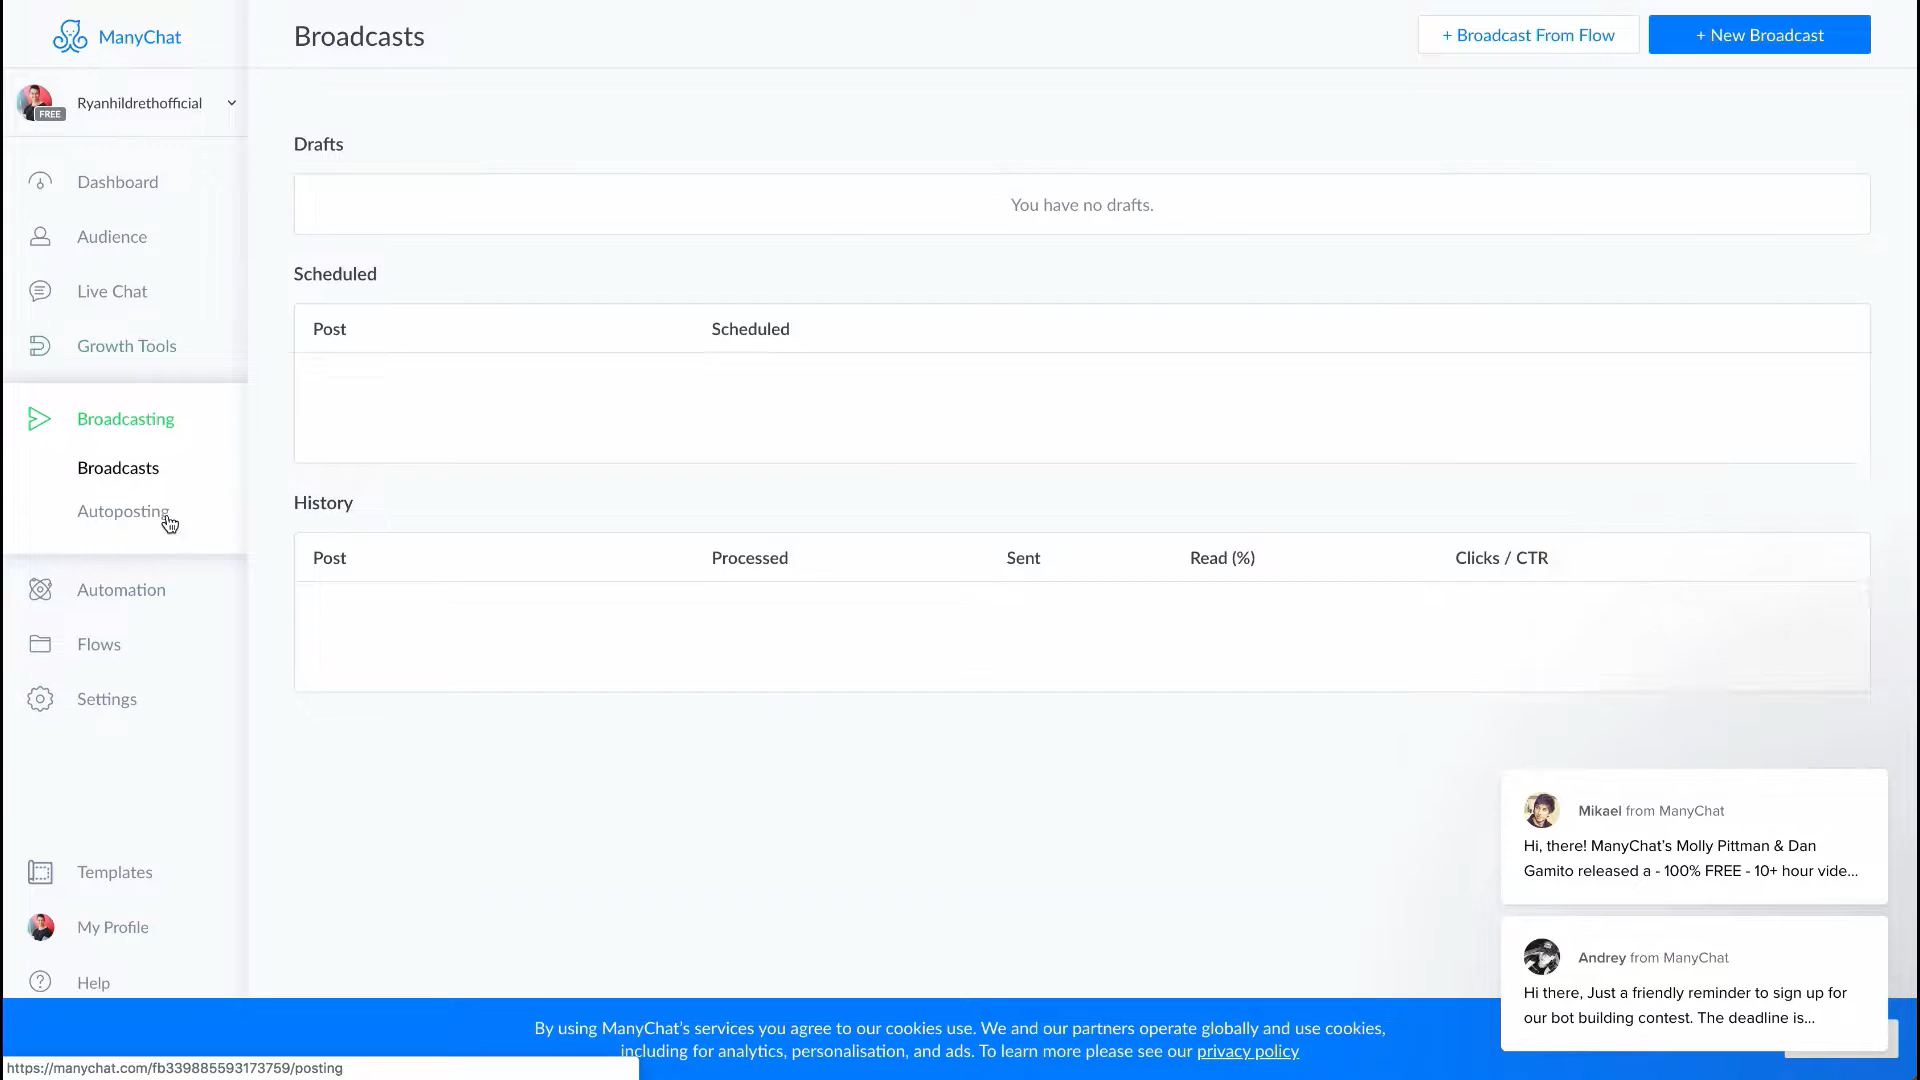 ManyChat
Broadcasts
+ Broadcast From Flow
+ New Broadcast
FREE
Ryanhildrethofficial
Dashboard
Audience
Live Chat
Growth Tools
Broadcasting
Broadcasts
Autoposting
Automation
Flows
Settings
Templates
My Profile
Help
Drafts
You have no drafts.
Scheduled
Post
Scheduled
History
Post
Processed
Sent
Read (%)
Clicks / CTR
Mikael from ManyChat
Hi, there! ManyChat’s Molly Pittman & Dan
Gamito released a - 100% FREE - 10+ hour vide...
Andrey from ManyChat
Hi there, Just a friendly reminder to sign up for
our bot building contest. The deadline is...
By using ManyChat’s services you agree to our cookies use. We and our partners operate globally and use cookies,
including for analytics, personalisation, and ads. To learn more please see our privacy policy
https://manychat.com/fb339885593173759/posting